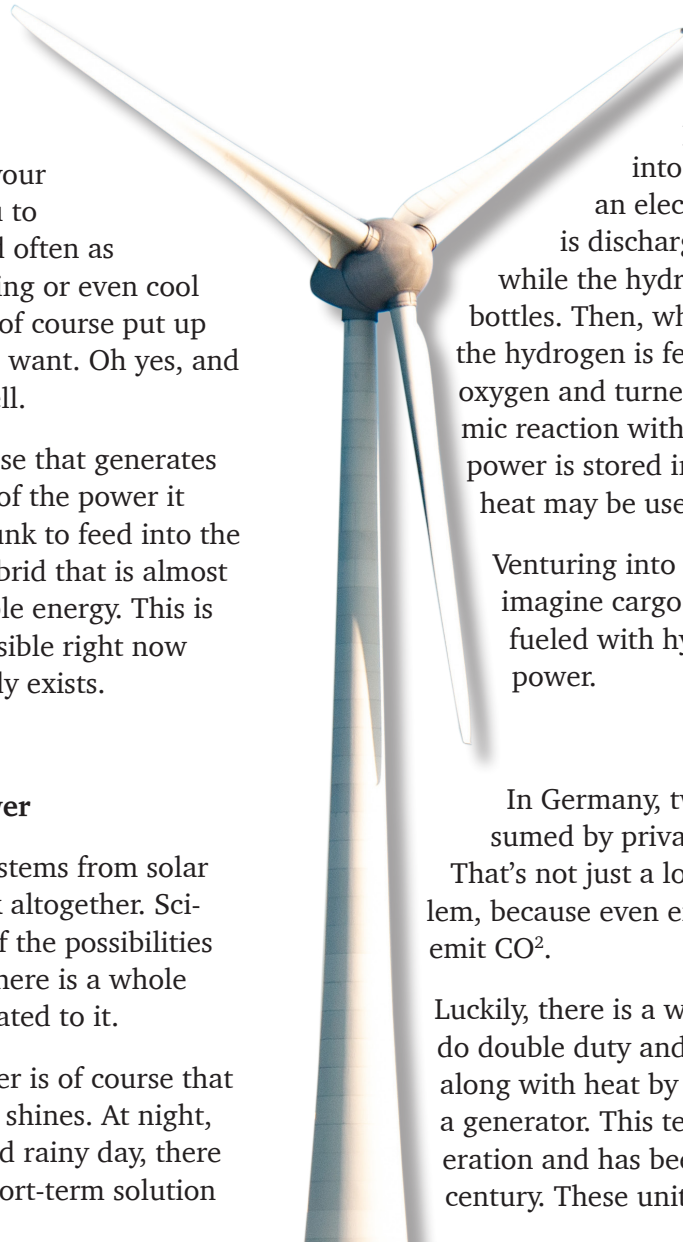 your
u to
l often as
ing or even cool
of course put up
want. Oh yes, and
ll.
se that generates
of the power it
unk to feed into the
brid that is almost
le energy. This is
sible right now
ly exists.
er
stems from solar
k altogether. Sci-
f the possibilities
here is a whole
ated to it.
er is of course that
shines. At night,
d rainy day, there
ort-term solution
into
an elec
is discharg
while the hydr
bottles. Then, wh
the hydrogen is fe
oxygen and turne
mic reaction with
power is stored in
heat may be use
Venturing into
imagine cargo
fueled with hy
power.
In Germany, tw
sumed by priva
That’s not just a lo
lem, because even e
emit CO².
Luckily, there is a w
do double duty and
along with heat by
a generator. This te
eration and has bee
century. These unit